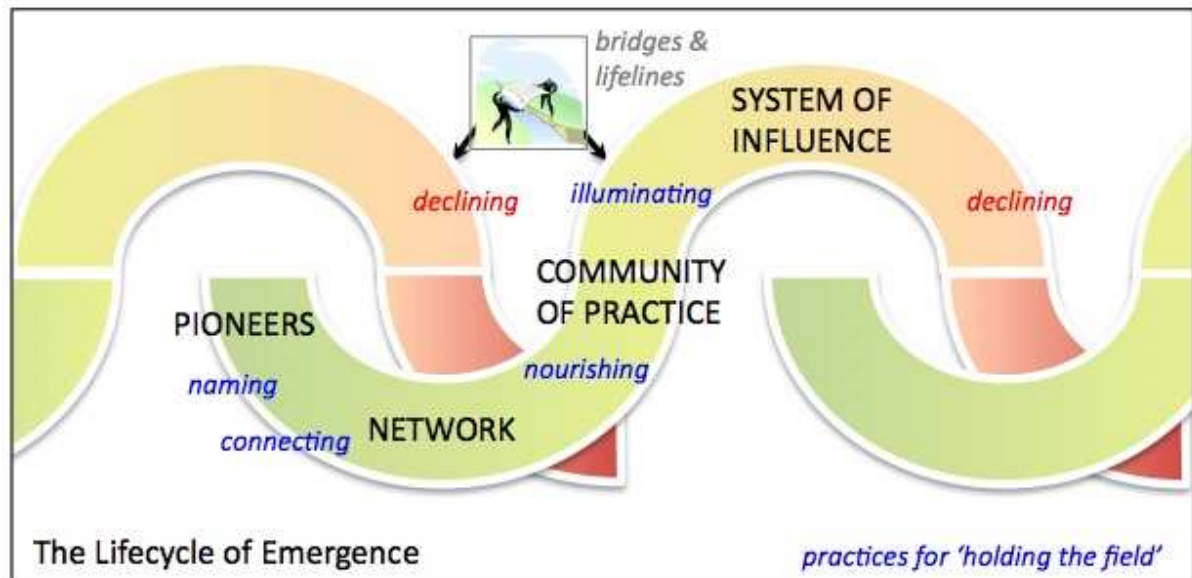 bridges &
lifelines
SYSTEM OF
INFLUENCE
declining
illuminating
declining
COMMUNITY
OF PRACTICE
PIONEERS
nourishing
naming
connecting
NETWORK
The Lifecycle of Emergence
practices for ‘holding the field’